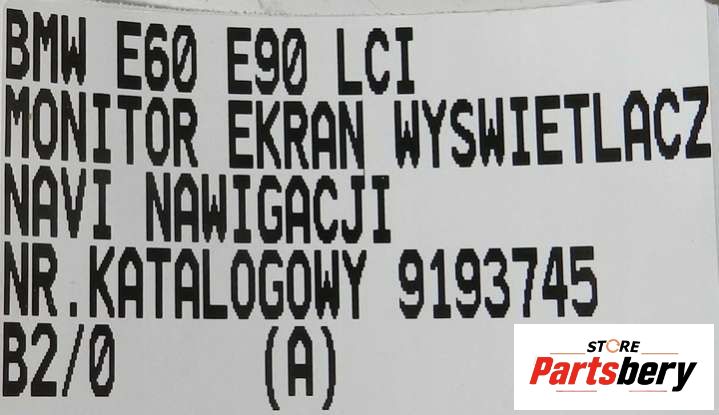 BMW E60 E90 LCI
MONITOR EKRAN WYSWIETLACZ
NAVI NAWIGACJI
NR.KATALOGOWY 9193745
B2/0 (A)
STORE
Partsbery